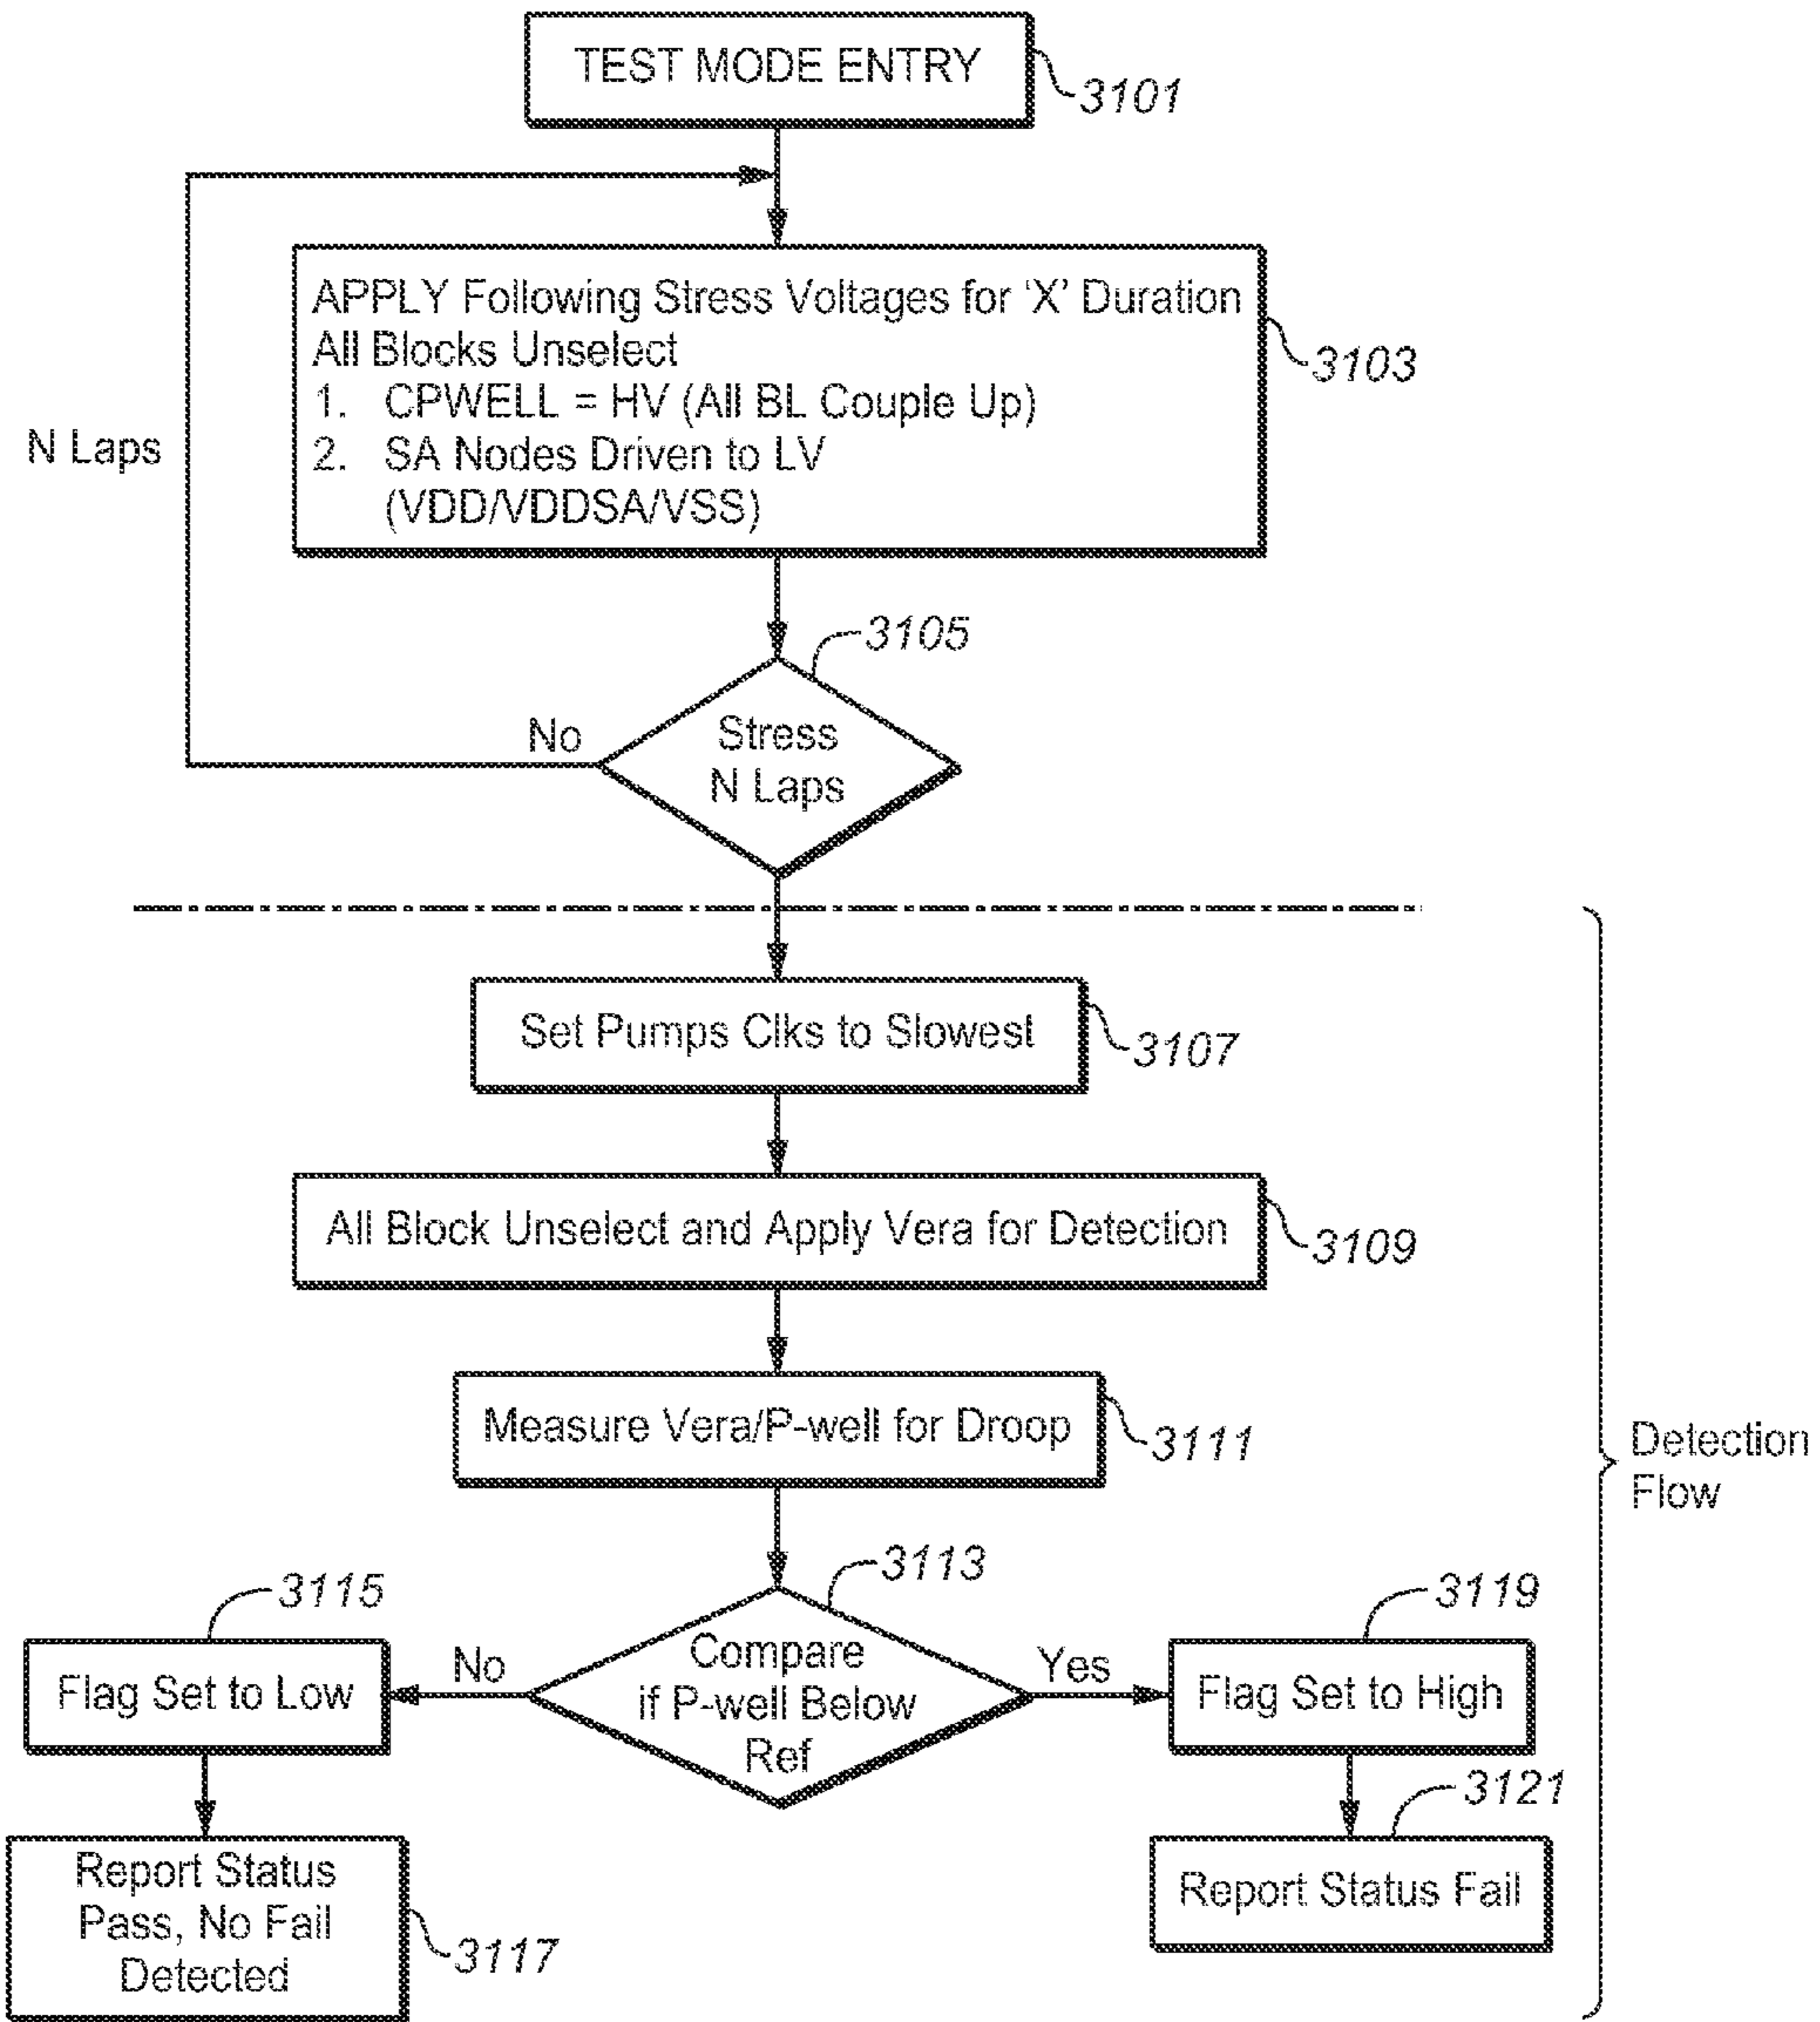 TEST MODE ENTRY
3101
APPLY Following Stress Voltages for 'X' Duration
All Blocks Unselect
1. CPWELL = HV (All BL Couple Up)
2. SA Nodes Driven to LV
(VDD/VDDSA/VSS)
3103
N Laps
3105
Stress
N Laps
No
Set Pumps Clks to Slowest
3107
All Block Unselect and Apply Vera for Detection
3109
Measure Vera/P-well for Droop
3111
Detection
Flow
3113
Compare
if P-well Below
Ref
No
Yes
3115
Flag Set to Low
3119
Flag Set to High
Report Status
Pass, No Fail
Detected
3117
3121
Report Status Fail